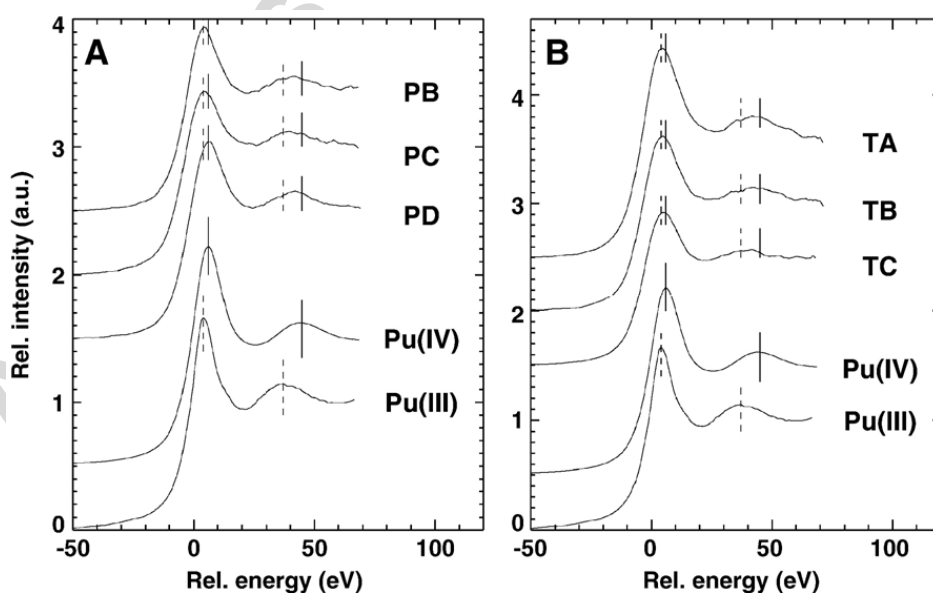 A
PB
PC
PD
Pu(IV)
Pu(III)
4
3
2
1
0
-50 0 50 100
Rel. energy (eV)
Rel. intensity (a.u.)
B
TA
TB
TC
Pu(IV)
Pu(III)
4
3
2
1
0
-50 0 50 100
Rel. energy (eV)